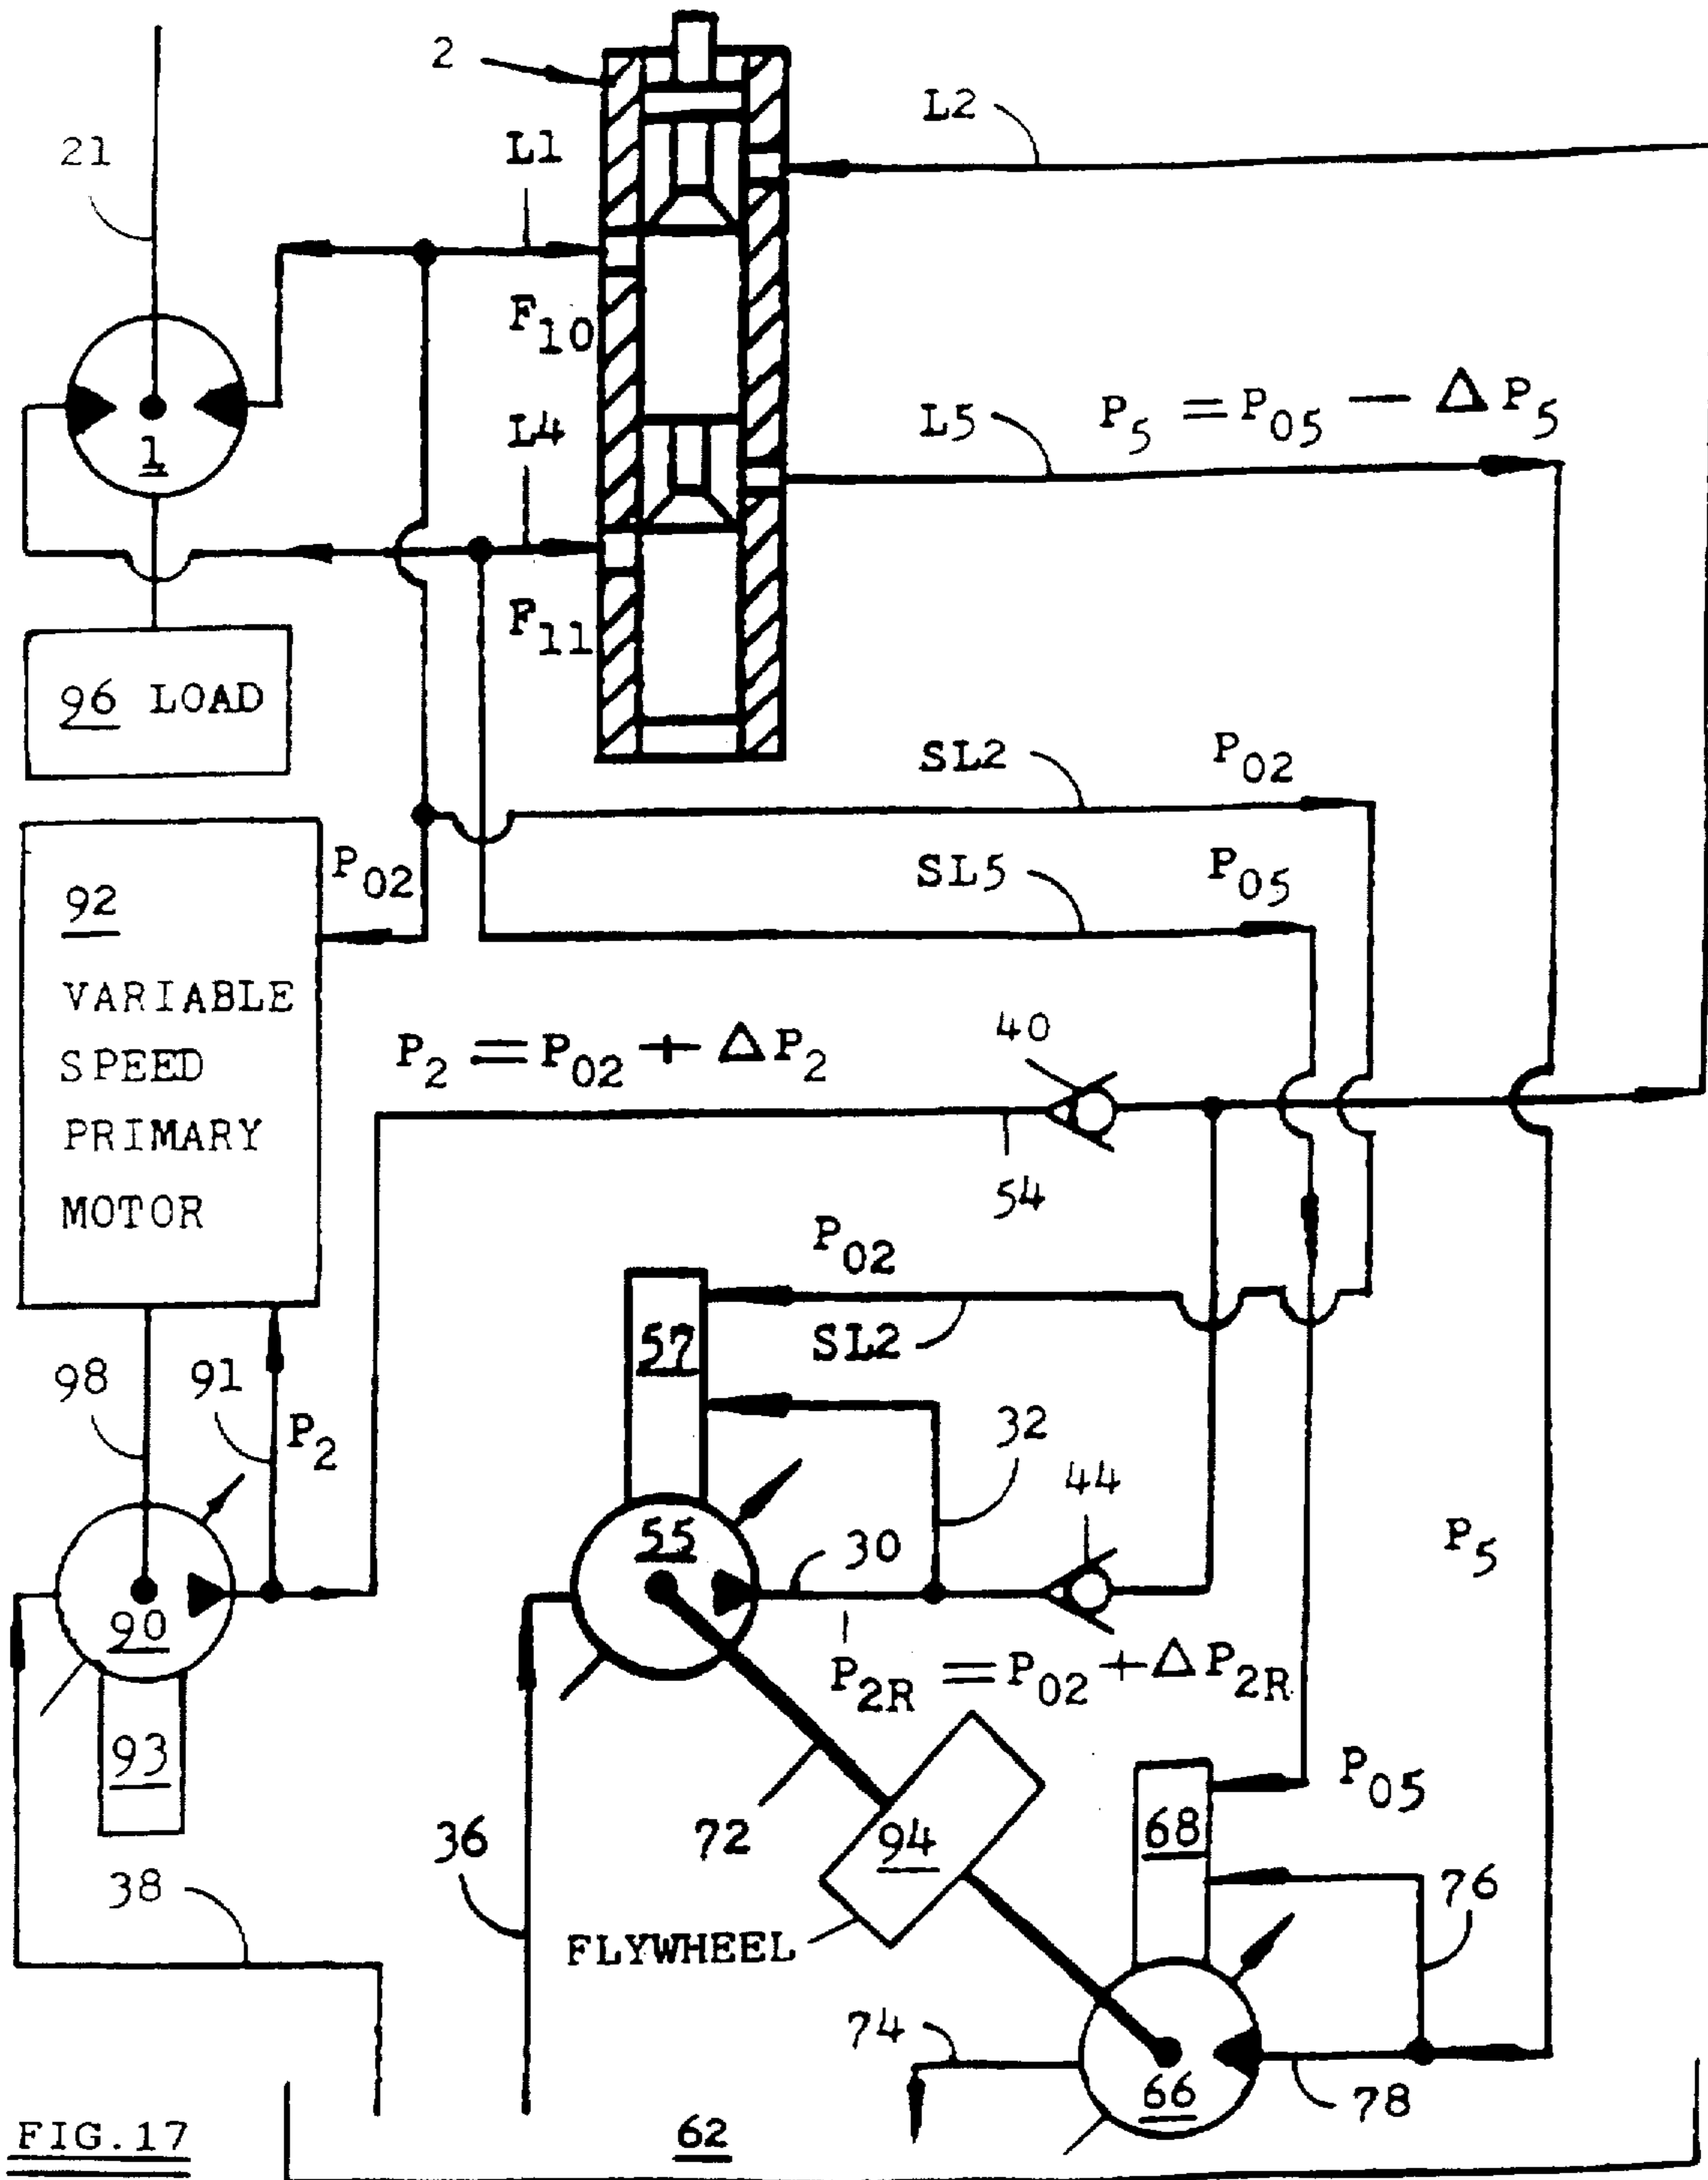 2
L2
21
L1
F10
L5
P5 = P05 − ΔP5
1
L4
F11
96 LOAD
SL2
P02
P02
SL5
P05
92
VARIABLE
SPEED
PRIMARY
MOTOR
P2 = P02 + ΔP2
40
54
P02
57
SL2
98
91
P2
32
44
55
30
P5
90
P2R = P02 + ΔP2R
93
P05
72
94
68
36
76
38
FLYWHEEL
74
66
78
FIG.17
62